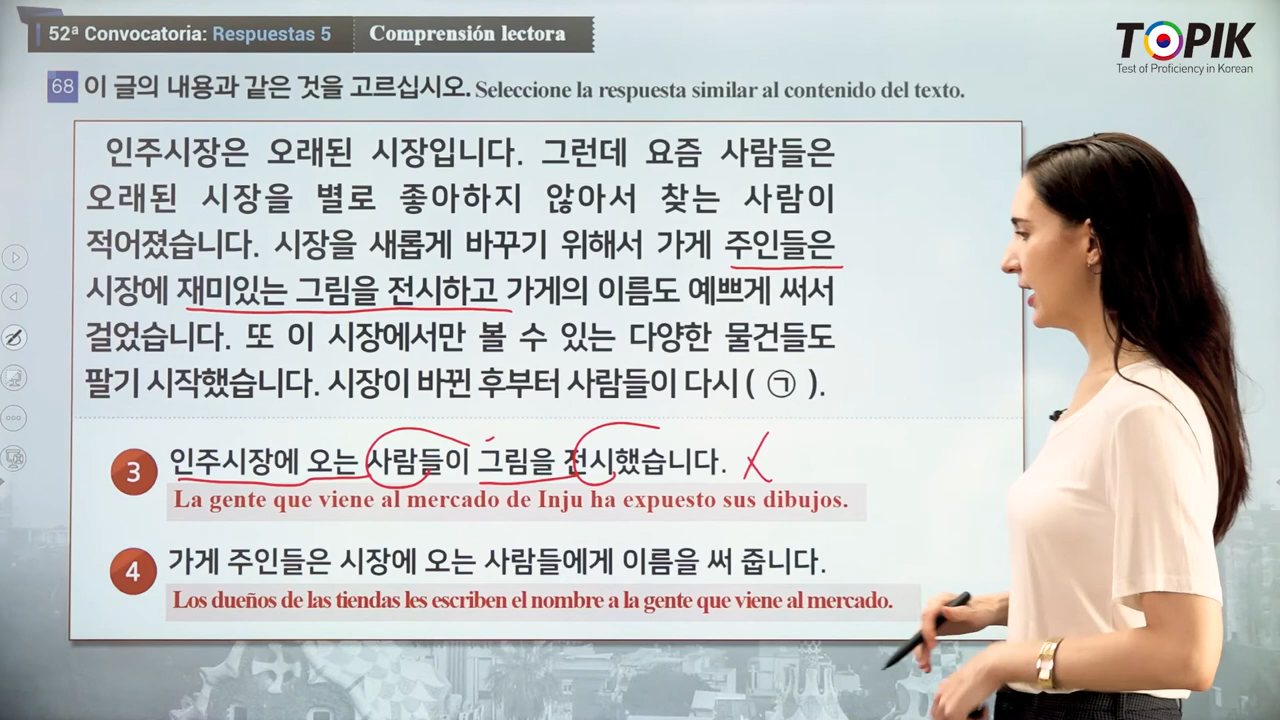 52ª Convocatoria: Respuestas 5 Comprensión lectora
TOPIK
Test of Proficiency in Korean
68 이 글의 내용과 같은 것을 고르십시오. Seleccione la respuesta similar al contenido del texto.
인주시장은 오래된 시장입니다. 그런데 요즘 사람들은
오래된 시장을 별로 좋아하지 않아서 찾는 사람이
적어졌습니다. 시장을 새롭게 바꾸기 위해서 가게 주인들은
시장에 재미있는 그림을 전시하고 가게의 이름도 예쁘게 써서
걸었습니다. 또 이 시장에서만 볼 수 있는 다양한 물건들도
팔기 시작했습니다. 시장이 바뀐 후부터 사람들이 다시 ( ㉠ ).
3 인주시장에 오는 사람들이 그림을 전시했습니다. X
La gente que viene al mercado de Inju ha expuesto sus dibujos.
4 가게 주인들은 시장에 오는 사람들에게 이름을 써 줍니다.
Los dueños de las tiendas les escriben el nombre a la gente que viene al mercado.